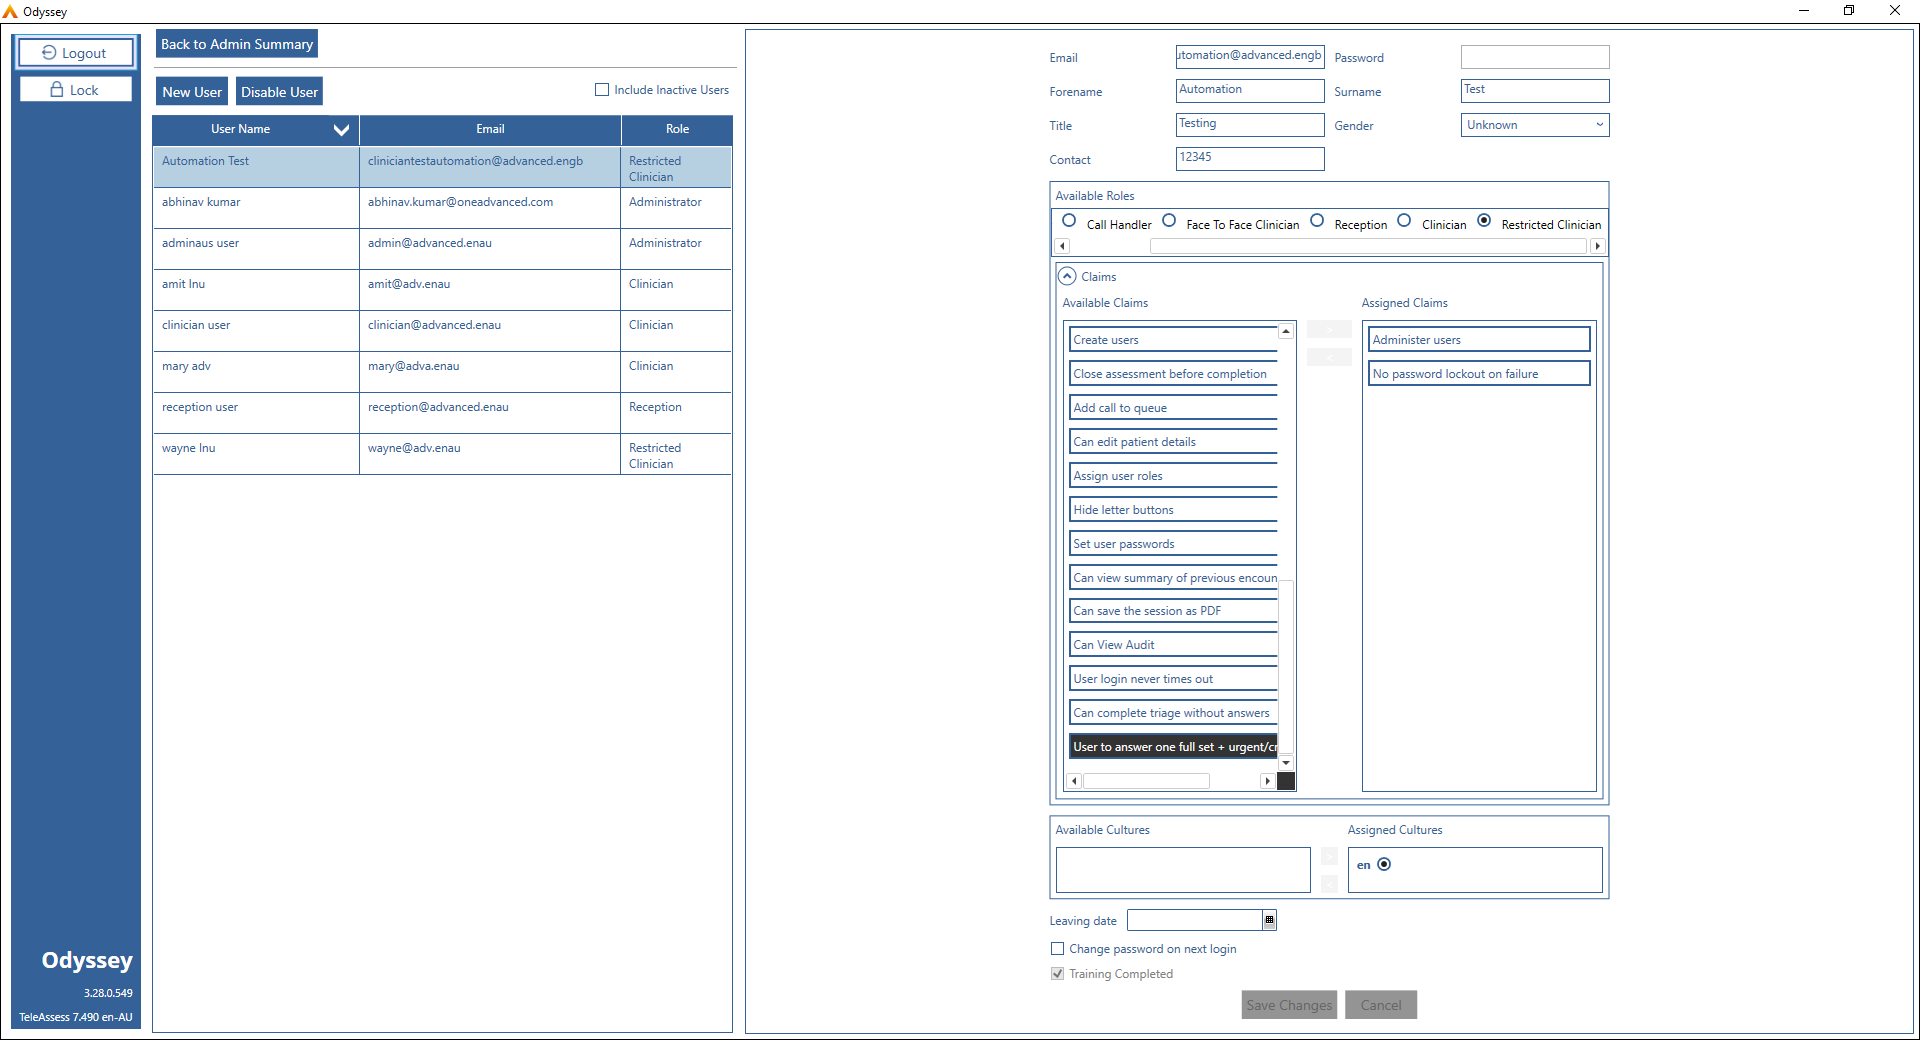 Odyssey
Logout
Lock
Back to Admin Summary
New User
Disable User
Include Inactive Users
User Name
Email
Role
Automation Test
cliniciantestautomation@advanced.engb
Restricted
Clinician
abhinav kumar
abhinav.kumar@oneadvanced.com
Administrator
adminaus user
admin@advanced.enau
Administrator
amit lnu
amit@adv.enau
Clinician
clinician user
clinician@advanced.enau
Clinician
mary adv
mary@adva.enau
Clinician
reception user
reception@advanced.enau
Reception
wayne lnu
wayne@adv.enau
Restricted
Clinician
Odyssey
3.28.0.549
TeleAssess 7.490 en-AU
Email
utomation@advanced.engb
Password
Forename
Automation
Surname
Test
Title
Testing
Gender
Unknown
Contact
12345
Available Roles
Call Handler
Face To Face Clinician
Reception
Clinician
Restricted Clinician
Claims
Available Claims
Create users
Close assessment before completion
Add call to queue
Can edit patient details
Assign user roles
Hide letter buttons
Set user passwords
Can view summary of previous encoun
Can save the session as PDF
Can View Audit
User login never times out
Can complete triage without answers
User to answer one full set + urgent/cr
Assigned Claims
Administer users
No password lockout on failure
Available Cultures
Assigned Cultures
en
Leaving date
Change password on next login
Training Completed
Save Changes
Cancel